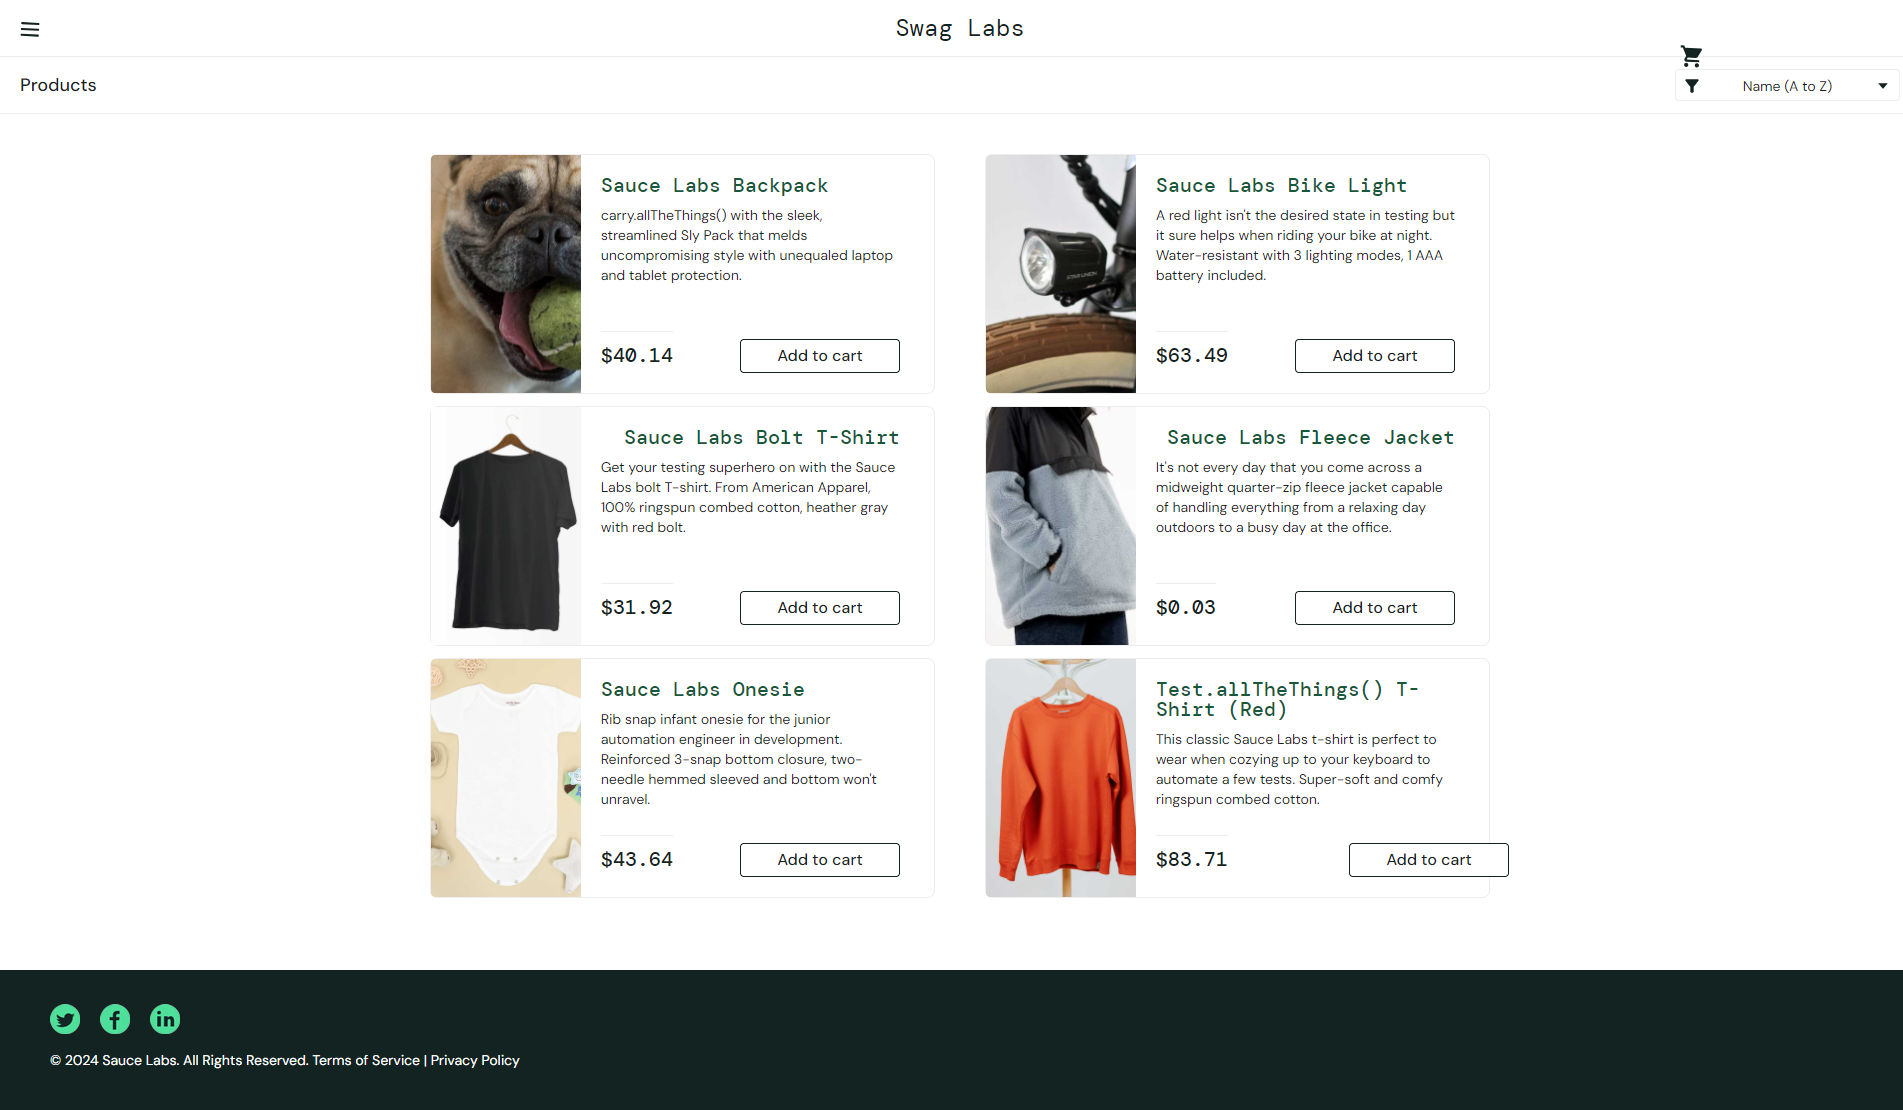 Swag Labs
Products
Name (A to Z)
Sauce Labs Backpack
carry.allTheThings() with the sleek,
streamlined Sly Pack that melds
uncompromising style with unequaled laptop
and tablet protection.
$40.14
Add to cart
Sauce Labs Bike Light
A red light isn't the desired state in testing but
it sure helps when riding your bike at night.
Water-resistant with 3 lighting modes, 1 AAA
battery included.
$63.49
Add to cart
Sauce Labs Bolt T-Shirt
Get your testing superhero on with the Sauce
Labs bolt T-shirt. From American Apparel,
100% ringspun combed cotton, heather gray
with red bolt.
$31.92
Add to cart
Sauce Labs Fleece Jacket
It's not every day that you come across a
midweight quarter-zip fleece jacket capable
of handling everything from a relaxing day
outdoors to a busy day at the office.
$0.03
Add to cart
Sauce Labs Onesie
Rib snap infant onesie for the junior
automation engineer in development.
Reinforced 3-snap bottom closure, two-
needle hemmed sleeved and bottom won't
unravel.
$43.64
Add to cart
Test.allTheThings() T-
Shirt (Red)
This classic Sauce Labs t-shirt is perfect to
wear when cozying up to your keyboard to
automate a few tests. Super-soft and comfy
ringspun combed cotton.
$83.71
Add to cart
© 2024 Sauce Labs. All Rights Reserved. Terms of Service | Privacy Policy